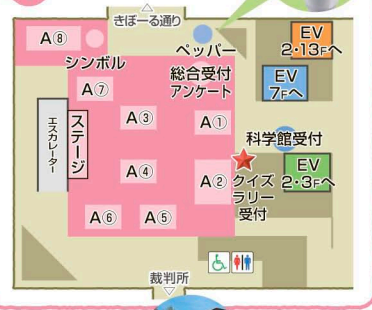 きぼーる通り
A⑧
ペッパー
EV
2・13Fへ
シンボル
総合受付
アンケート
EV
7Fへ
A⑦
A③
A①
エスカレーター
ステージ
科学館受付
EV
2・3Fへ
A④
A②
クイズ
ラリー
受付
A⑥
A⑤
裁判所